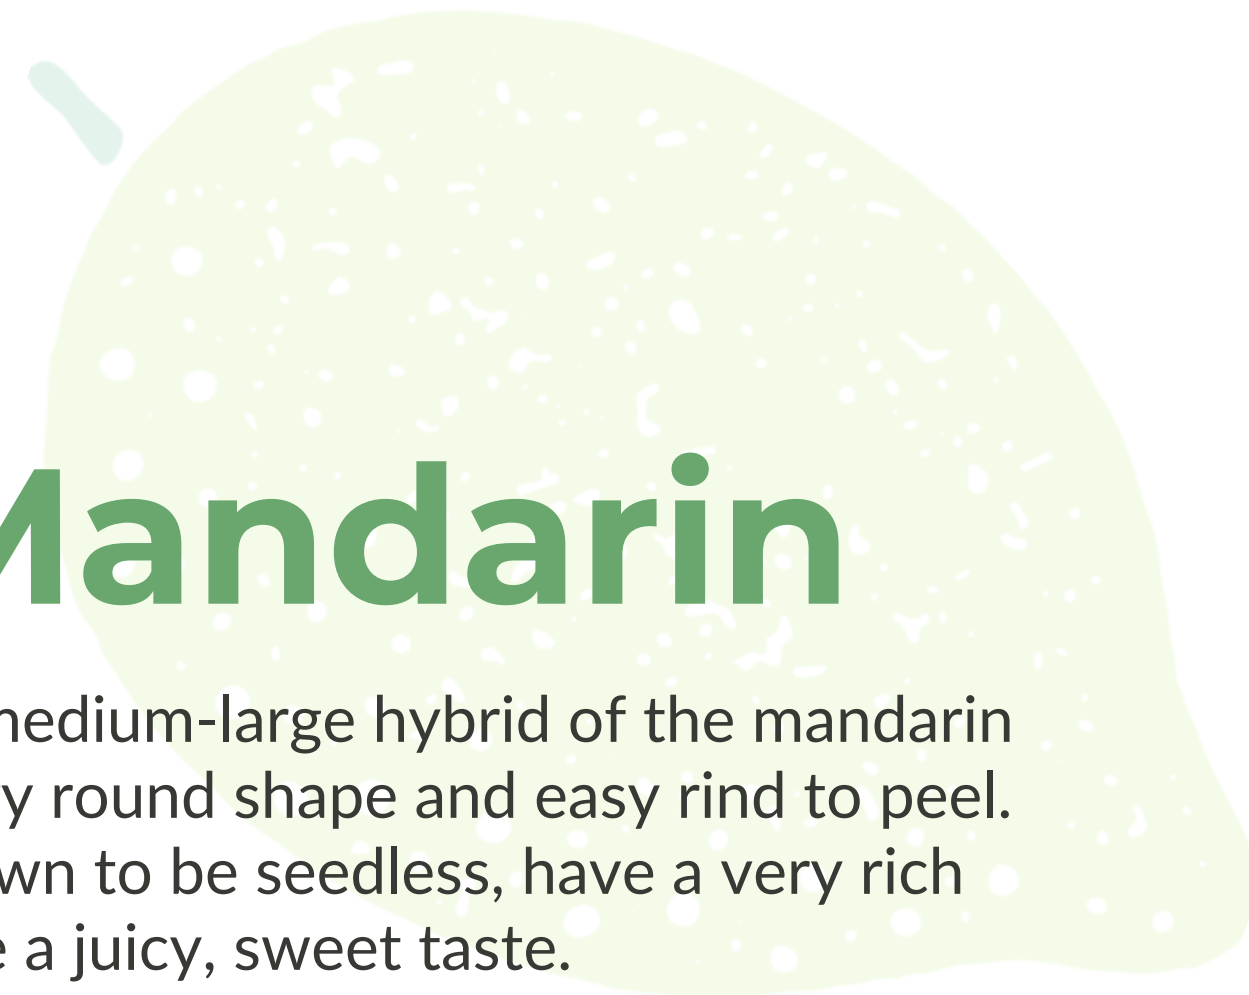 Mandarin
medium-large hybrid of the mandarin
y round shape and easy rind to peel.
wn to be seedless, have a very rich
e a juicy, sweet taste.